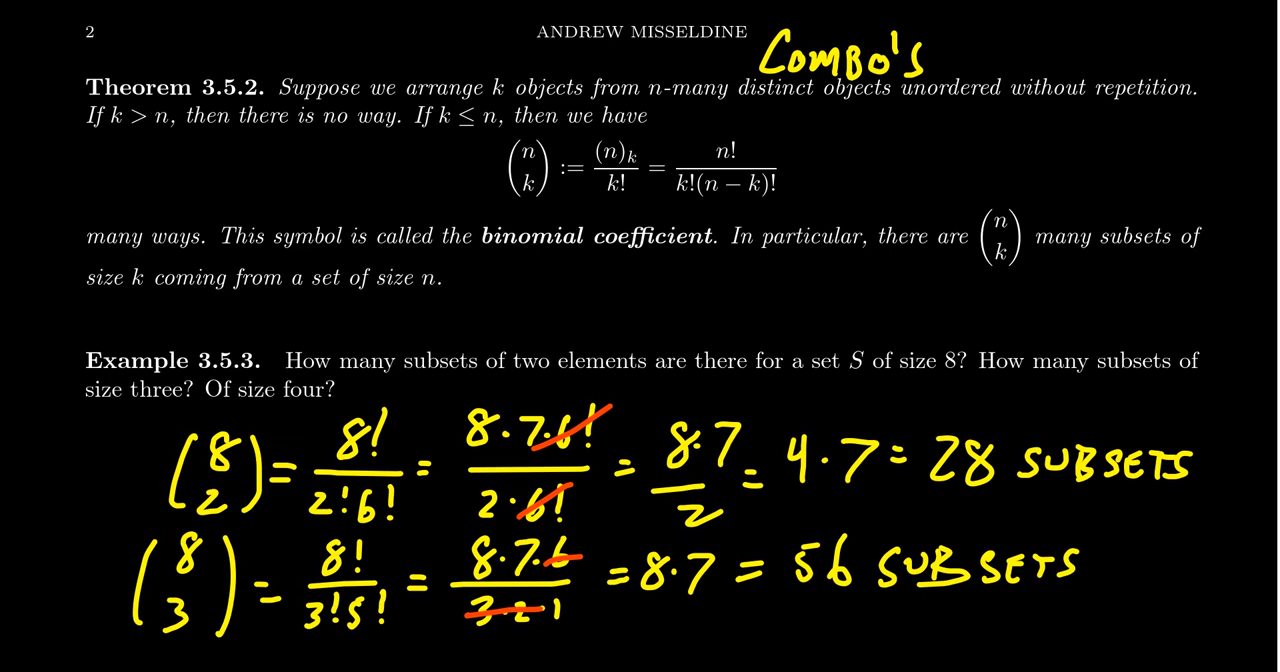 2 ANDREW MISSELDINE
COMBO'S
Theorem 3.5.2. Suppose we arrange k objects from n-many distinct objects unordered without repetition.
If k > n, then there is no way. If k ≤ n, then we have
(n k) := (n)_k / k! = n! / k!(n − k)!
many ways. This symbol is called the binomial coefficient. In particular, there are (n k) many subsets of
size k coming from a set of size n.
Example 3.5.3. How many subsets of two elements are there for a set S of size 8? How many subsets of
size three? Of size four?
(8 2) = 8! / 2!6! = 8·7·6! / 2·6! = 8·7 / 2 = 4·7 = 28 SUBSETS
(8 3) = 8! / 3!5! = 8·7·6 / 3·2·1 = 8·7 = 56 SUBSETS